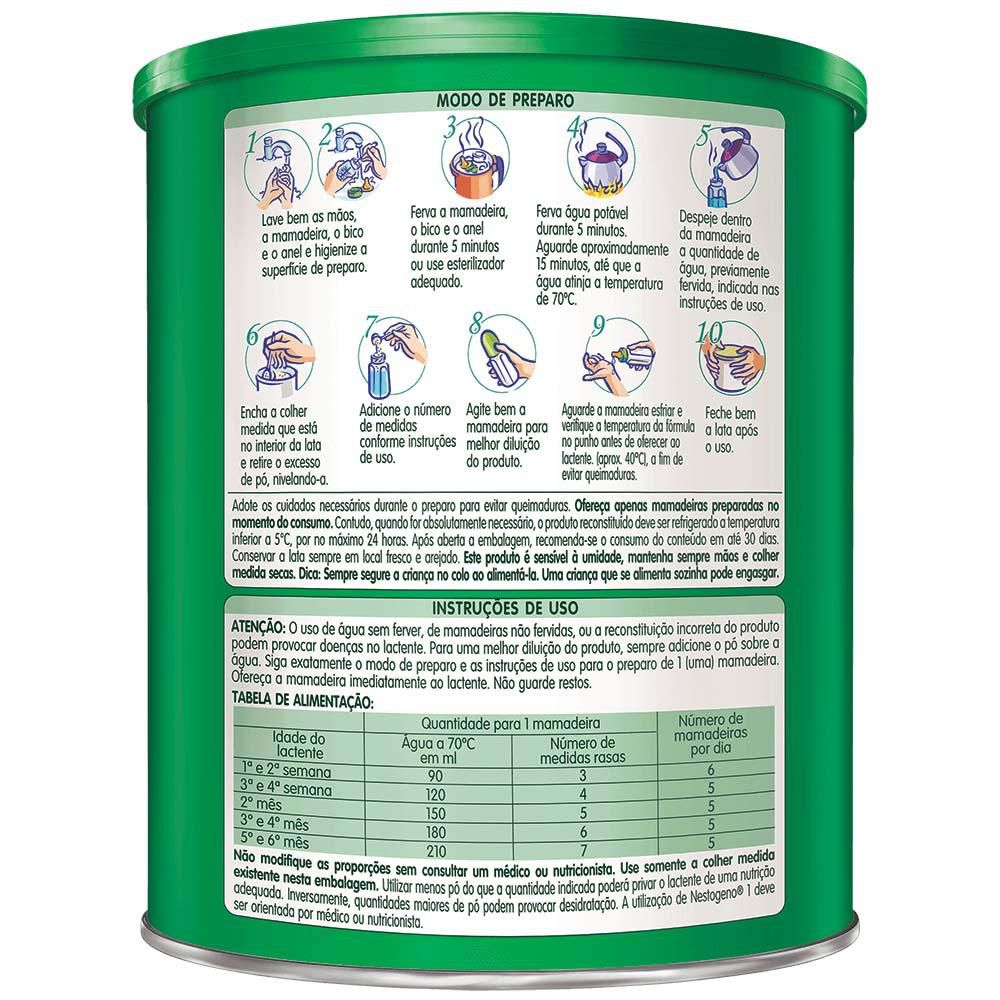 MODO DE PREPARO
1
2
3
4
5
Lave bem as mãos,
a mamadeira, o bico
e o anel e higienize a
superfície de preparo.
Ferva a mamadeira,
o bico e o anel
durante 5 minutos
ou use esterilizador
adequado.
Ferva água potável
durante 5 minutos.
Aguarde aproximadamente
15 minutos, até que a
água atinja a temperatura
de 70ºC.
Despeje dentro
da mamadeira
a quantidade de
água, previamente
fervida, indicada nas
instruções de uso.
6
7
8
9
10
Encha a colher
medida que está
no interior da lata
e retire o excesso
de pó, nivelando-a.
Adicione o número
de medidas
conforme instruções
de uso.
Agite bem a
mamadeira para
melhor diluição
do produto.
Aguarde a mamadeira esfriar e
verifique a temperatura da fórmula
no punho antes de oferecer ao
lactente. (aprox. 40ºC), a fim de
evitar queimaduras.
Feche bem
a lata após
o uso.
Adote os cuidados necessários durante o preparo para evitar queimaduras. Ofereça apenas mamadeiras preparadas no
momento do consumo. Contudo, quando for absolutamente necessário, o produto reconstituído deve ser refrigerado a temperatura
inferior a 5°C, por no máximo 24 horas. Após aberta a embalagem, recomenda-se o consumo do conteúdo em até 30 dias.
Conservar a lata sempre em local fresco e arejado. Este produto é sensível à umidade, mantenha sempre mãos e colher
medida secas. Dica: Sempre segure a criança no colo ao alimentá-la. Uma criança que se alimenta sozinha pode engasgar.
INSTRUÇÕES DE USO
ATENÇÃO: O uso de água sem ferver, de mamadeiras não fervidas, ou a reconstituição incorreta do produto
podem provocar doenças no lactente. Para uma melhor diluição do produto, sempre adicione o pó sobre a
água. Siga exatamente o modo de preparo e as instruções de uso para o preparo de 1 (uma) mamadeira.
Ofereça a mamadeira imediatamente ao lactente. Não guarde restos.
TABELA DE ALIMENTAÇÃO:
Idade do
lactente
Quantidade para 1 mamadeira
Água a 70ºC
em ml
Número de
medidas rasas
Número de
mamadeiras
por dia
1ª e 2ª semana 90 3 6
3ª e 4ª semana 120 4 5
2º mês 150 5 5
3º e 4º mês 180 6 5
5º e 6º mês 210 7 5
Não modifique as proporções sem consultar um médico ou nutricionista. Use somente a colher medida
existente nesta embalagem. Utilizar menos pó do que a quantidade indicada poderá privar o lactente de uma nutrição
adequada. Inversamente, quantidades maiores de pó podem provocar desidratação. A utilização de Nestogeno® 1 deve
ser orientada por médico ou nutricionista.